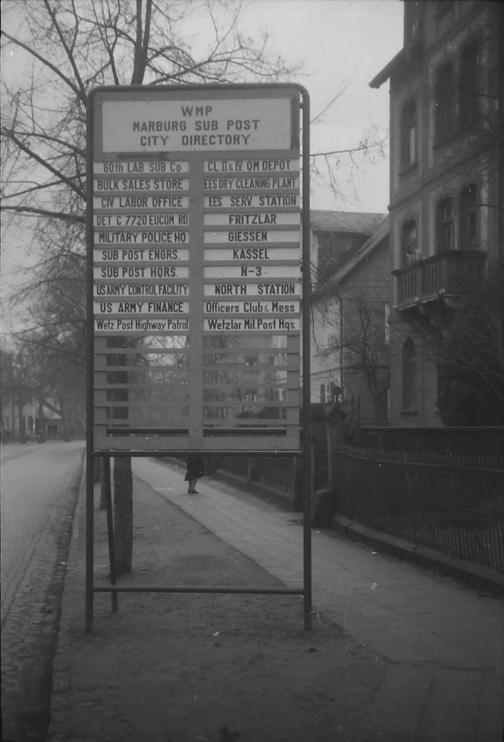 WMP
MARBURG SUB POST
CITY DIRECTORY
60th LAB SUB Co
BULK SALES STORE
CIV LABOR OFFICE
DET C 7720 EUCOM RD
MILITARY POLICE HQ
SUB POST ENGRS.
SUB POST HQRS.
US ARMY CONTROL FACILITY
US ARMY FINANCE
Wetz Post Highway Patrol
CL II & IV QM DEPOT
EES DRY CLEANING PLANT
EES SERV STATION
FRITZLAR
GIESSEN
KASSEL
N-3
NORTH STATION
Officers Club & Mess
Wetzlar Mil. Post Hqs.